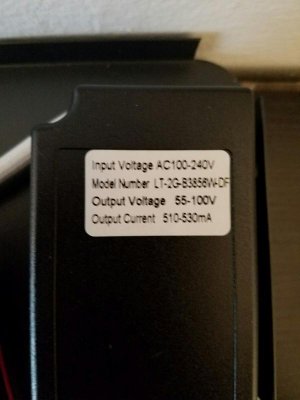 Input Voltage AC100-240V
Model Number LT-2G-B3856W-DF
Output Voltage 55-100V
Output Current 510-530mA